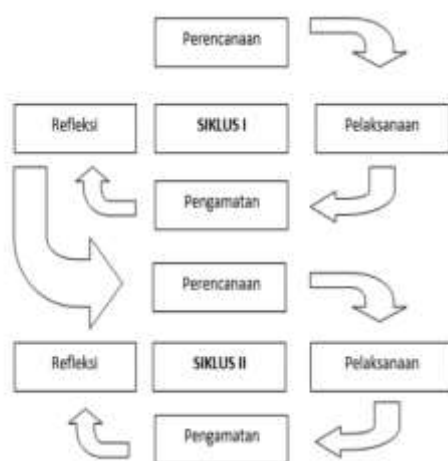 Perencanaan
Refleksi
SIKLUS I
Pelaksanaan
Pengamatan
Perencanaan
Refleksi
SIKLUS II
Pelaksanaan
Pengamatan